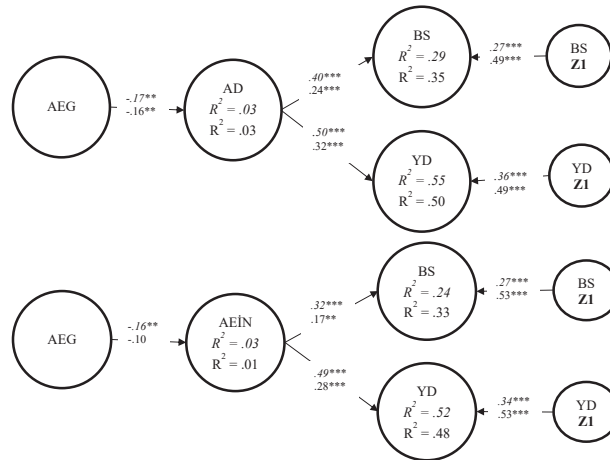 AEG
-.17**
-.16**
AD
R² = .03
R² = .03
.40***
.24***
BS
R² = .29
R² = .35
.27***
.49***
BS
Z1
.50***
.32***
YD
R² = .55
R² = .50
.36***
.49***
YD
Z1
AEG
-.16**
-.10
AEİN
R² = .03
R² = .01
.32***
.17**
BS
R² = .24
R² = .33
.27***
.53***
BS
Z1
.49***
.28***
YD
R² = .52
R² = .48
.34***
.53***
YD
Z1